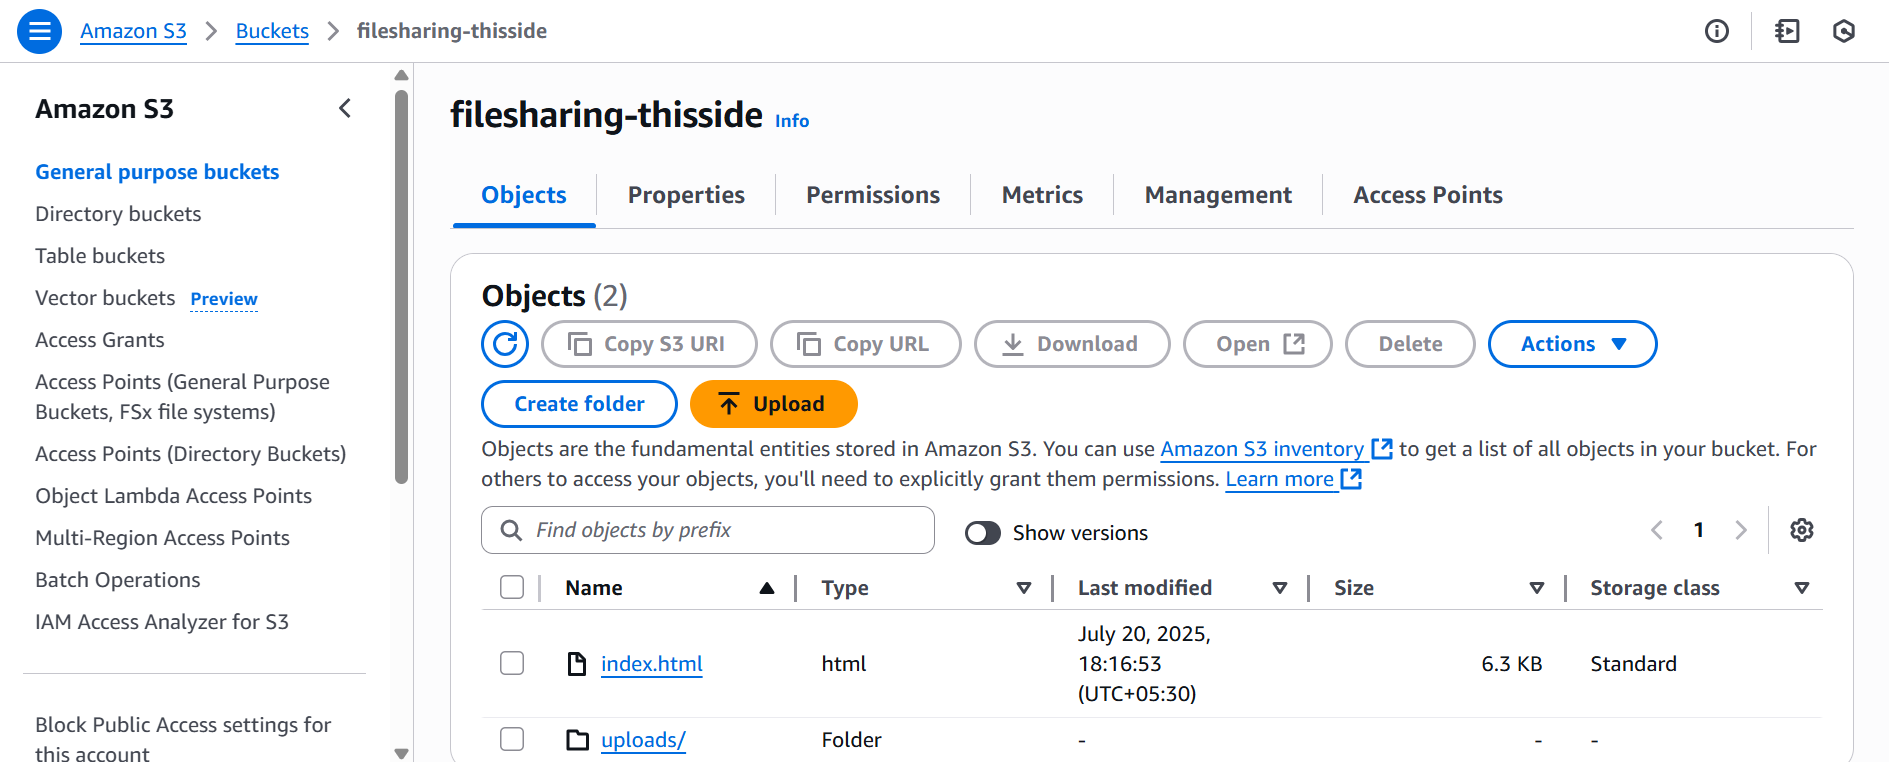 Amazon S3 > Buckets > filesharing-thisside
Amazon S3
General purpose buckets
Directory buckets
Table buckets
Vector buckets Preview
Access Grants
Access Points (General Purpose
Buckets, FSx file systems)
Access Points (Directory Buckets)
Object Lambda Access Points
Multi-Region Access Points
Batch Operations
IAM Access Analyzer for S3
Block Public Access settings for
this account
filesharing-thisside Info
Objects Properties Permissions Metrics Management Access Points
Objects (2)
Copy S3 URI Copy URL Download Open Delete Actions
Create folder Upload
Objects are the fundamental entities stored in Amazon S3. You can use Amazon S3 inventory to get a list of all objects in your bucket. For
others to access your objects, you'll need to explicitly grant them permissions. Learn more
Find objects by prefix Show versions 1
Name Type Last modified Size Storage class
index.html html July 20, 2025, 6.3 KB Standard
18:16:53
(UTC+05:30)
uploads/ Folder - - -